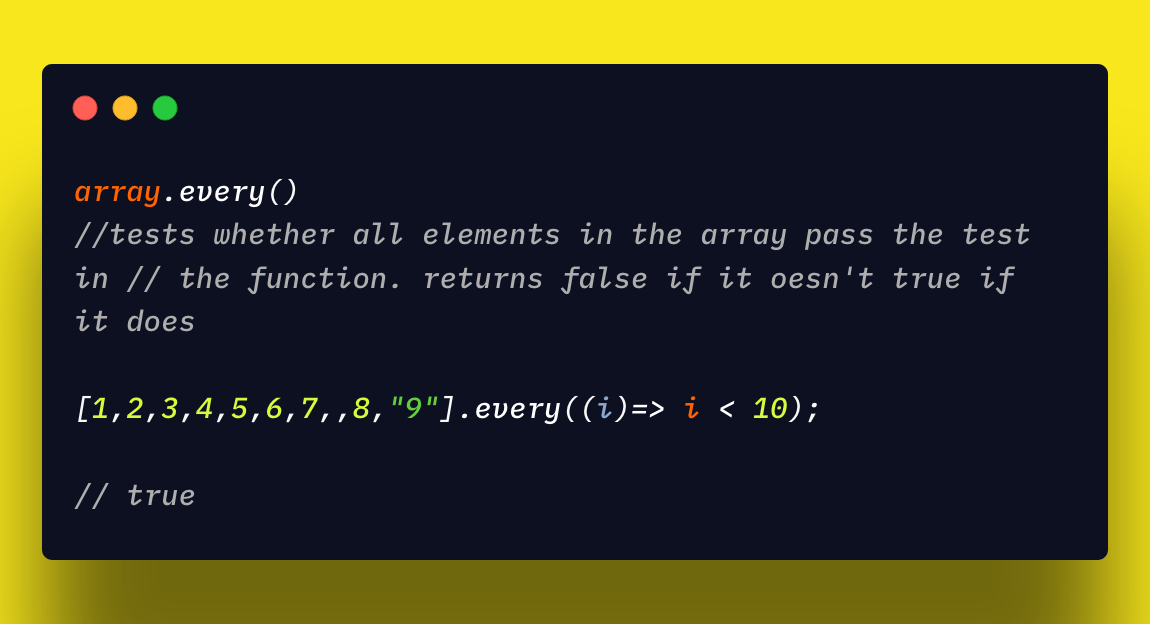 array.every()
//tests whether all elements in the array pass the test
in // the function. returns false if it oesn't true if
it does
[1,2,3,4,5,6,7,,8,"9"].every((i)=> i < 10);
// true